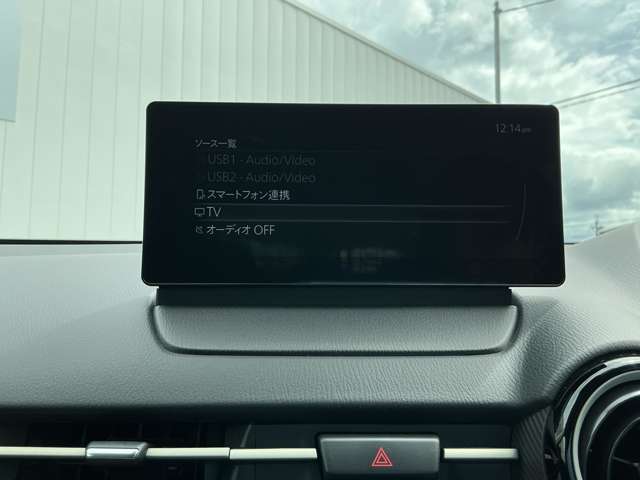 12:14
ソース一覧
USB1 - Audio/Video
USB2 - Audio/Video
スマートフォン連携
TV
オーディオ OFF